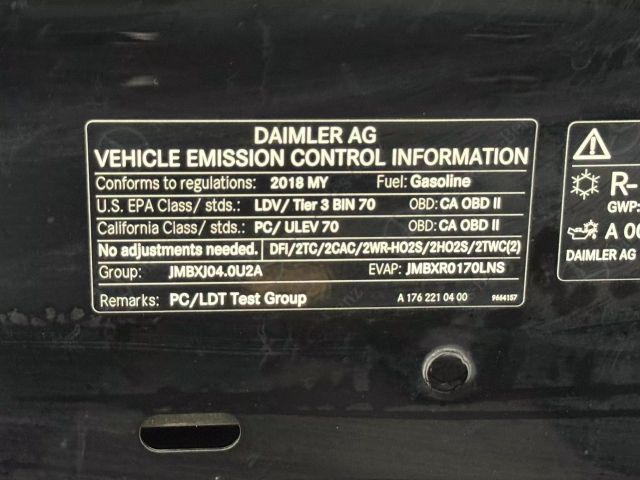 DAIMLER AG
VEHICLE EMISSION CONTROL INFORMATION
Conforms to regulations: 2018 MY Fuel: Gasoline
U.S. EPA Class/ stds.: LDV/ Tier 3 BIN 70 OBD: CA OBD II
California Class/ stds.: PC/ ULEV 70 OBD: CA OBD II
No adjustments needed. DFI/2TC/2CAC/2WR-HO2S/2HO2S/2TWC(2)
Group: JMBXJ04.0U2A EVAP: JMBXR0170LNS
Remarks: PC/LDT Test Group A 176 221 04 00 9664157
R-
GWP:
A 00
DAIMLER AG